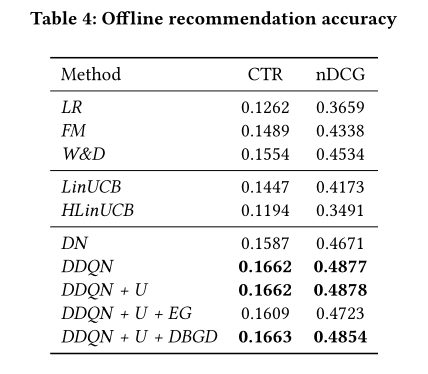 Table 4: Offline recommendation accuracy
Method CTR nDCG
LR 0.1262 0.3659
FM 0.1489 0.4338
W&D 0.1554 0.4534
LinUCB 0.1447 0.4173
HLinUCB 0.1194 0.3491
DN 0.1587 0.4671
DDQN 0.1662 0.4877
DDQN + U 0.1662 0.4878
DDQN + U + EG 0.1609 0.4723
DDQN + U + DBGD 0.1663 0.4854